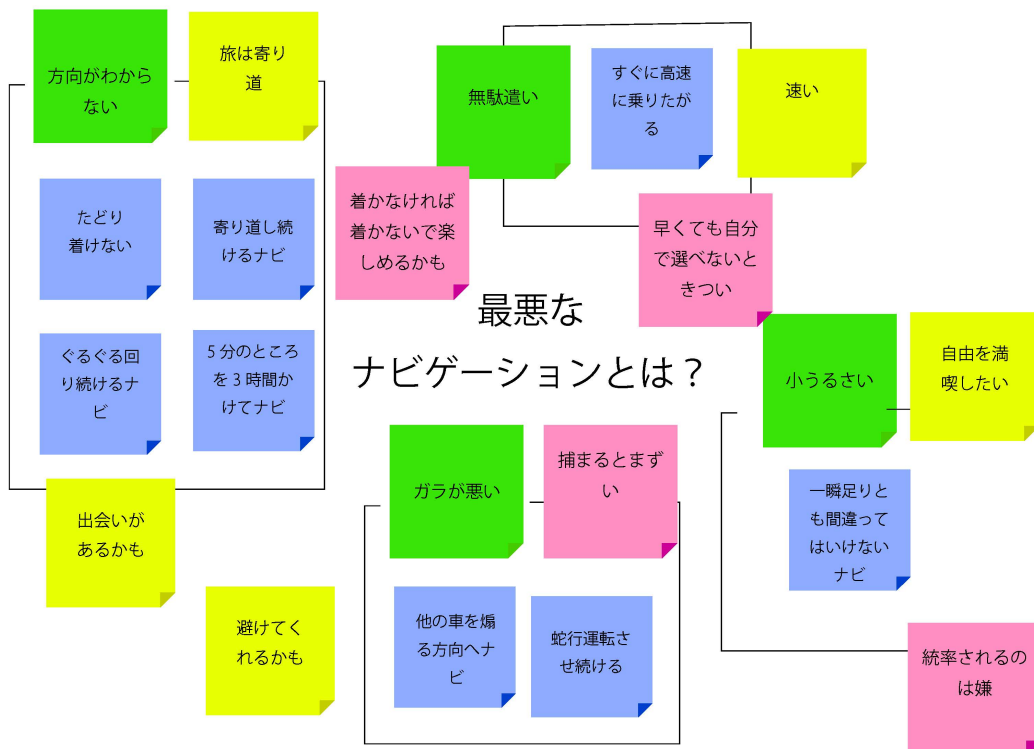 方向がわから
ない
旅は寄り
道
たどり
着けない
寄り道し続
けるナビ
ぐるぐる回
り続けるナ
ビ
5分のところ
を3時間か
けてナビ
出会いが
あるかも
無駄遣い
すぐに高速
に乗りたが
る
速い
着かなければ
着かないで楽
しめるかも
早くても自分
で選べないと
きつい
最悪な
ナビゲーションとは？
小うるさい
自由を満
喫したい
一瞬足りと
も間違って
はいけない
ナビ
統率されるの
は嫌
ガラが悪い
捕まるとまず
い
他の車を煽
る方向へナ
ビ
蛇行運転さ
せ続ける
避けてく
れるかも